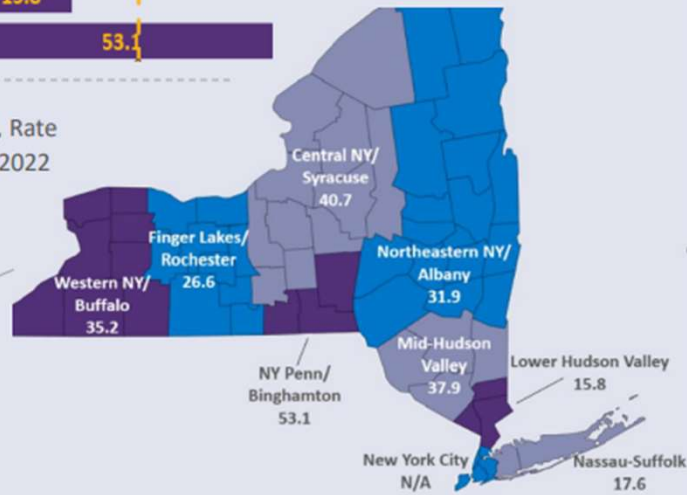 53.1
, Rate
2022
Central NY/
Syracuse
40.7
Finger Lakes/
Rochester
26.6
Northeastern NY/
Albany
31.9
Western NY/
Buffalo
35.2
Mid-Hudson
Valley
37.9
Lower Hudson Valley
15.8
NY Penn/
Binghamton
53.1
New York City
N/A
Nassau-Suffolk
17.6